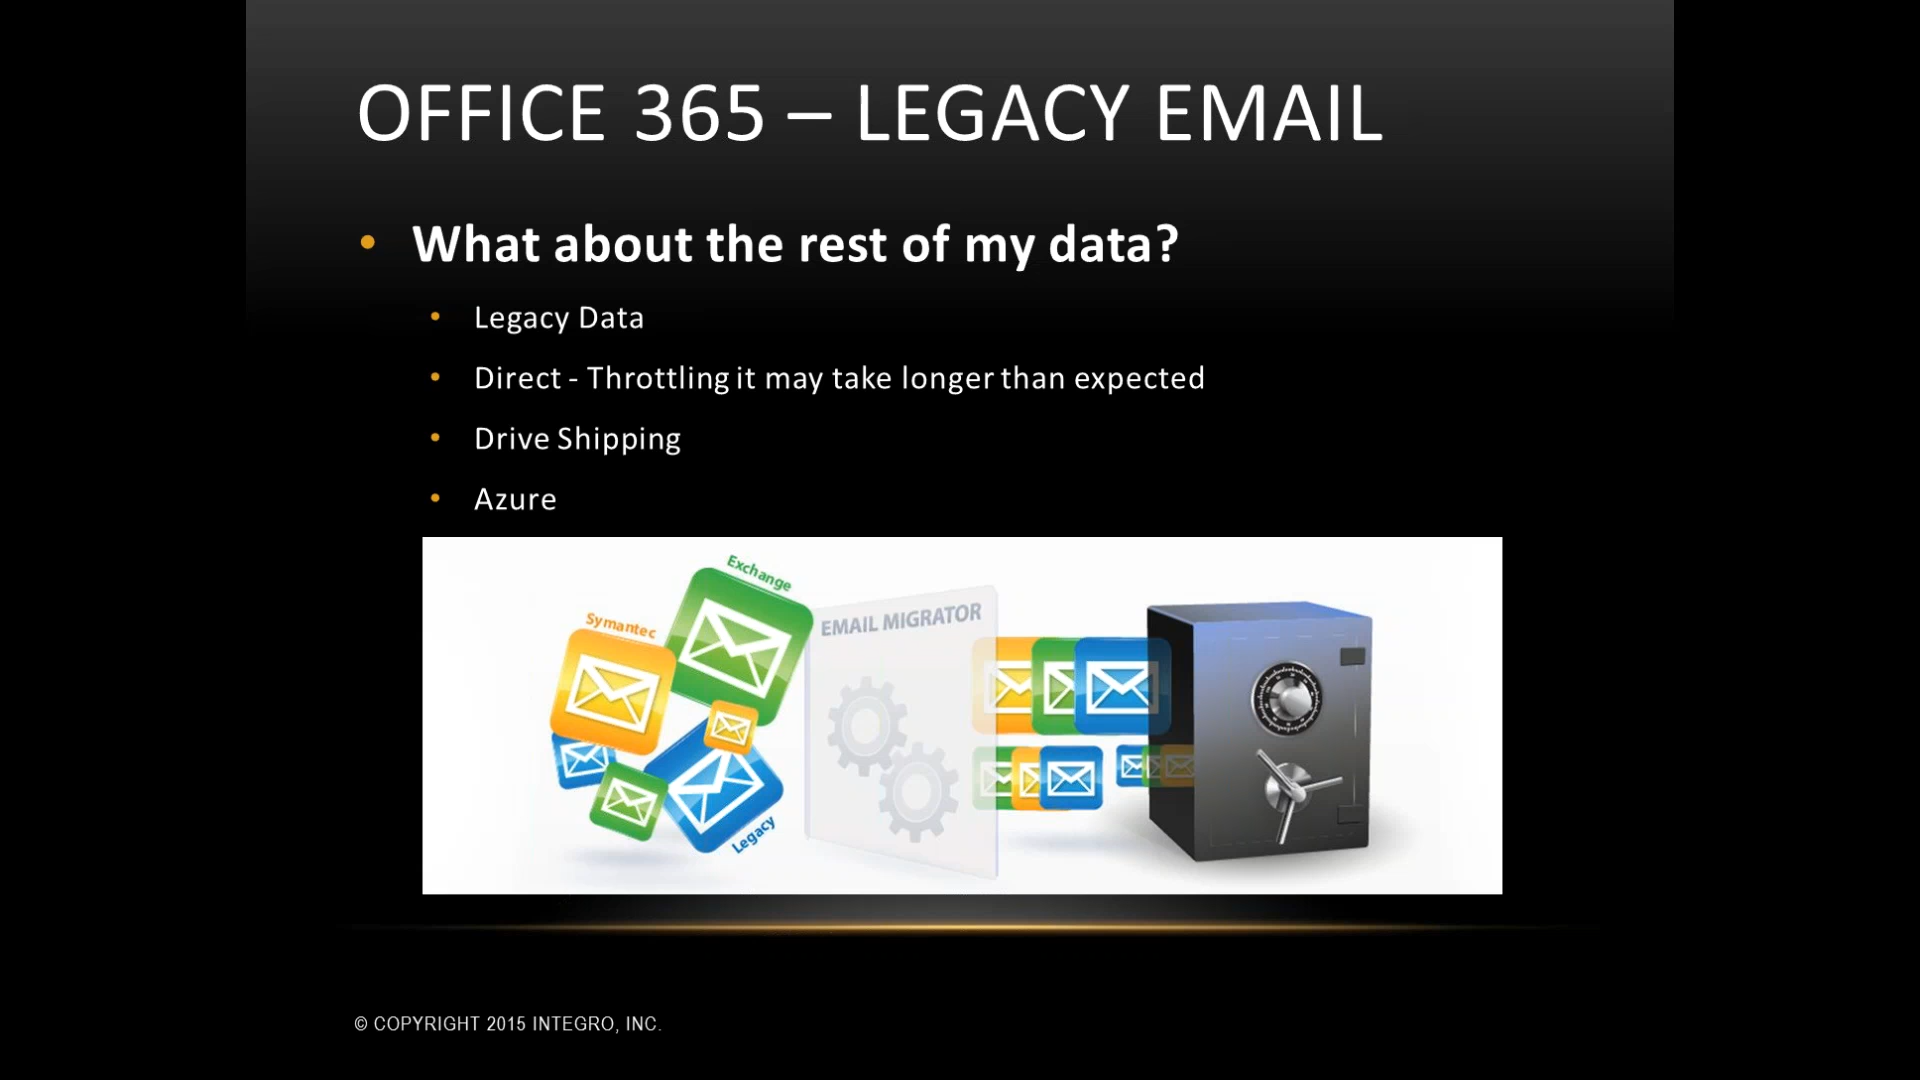 OFFICE 365 – LEGACY EMAIL
• What about the rest of my data?
• Legacy Data
• Direct - Throttling it may take longer than expected
• Drive Shipping
• Azure
Exchange
Symantec
EMAIL MIGRATOR
Legacy
© COPYRIGHT 2015 INTEGRO, INC.